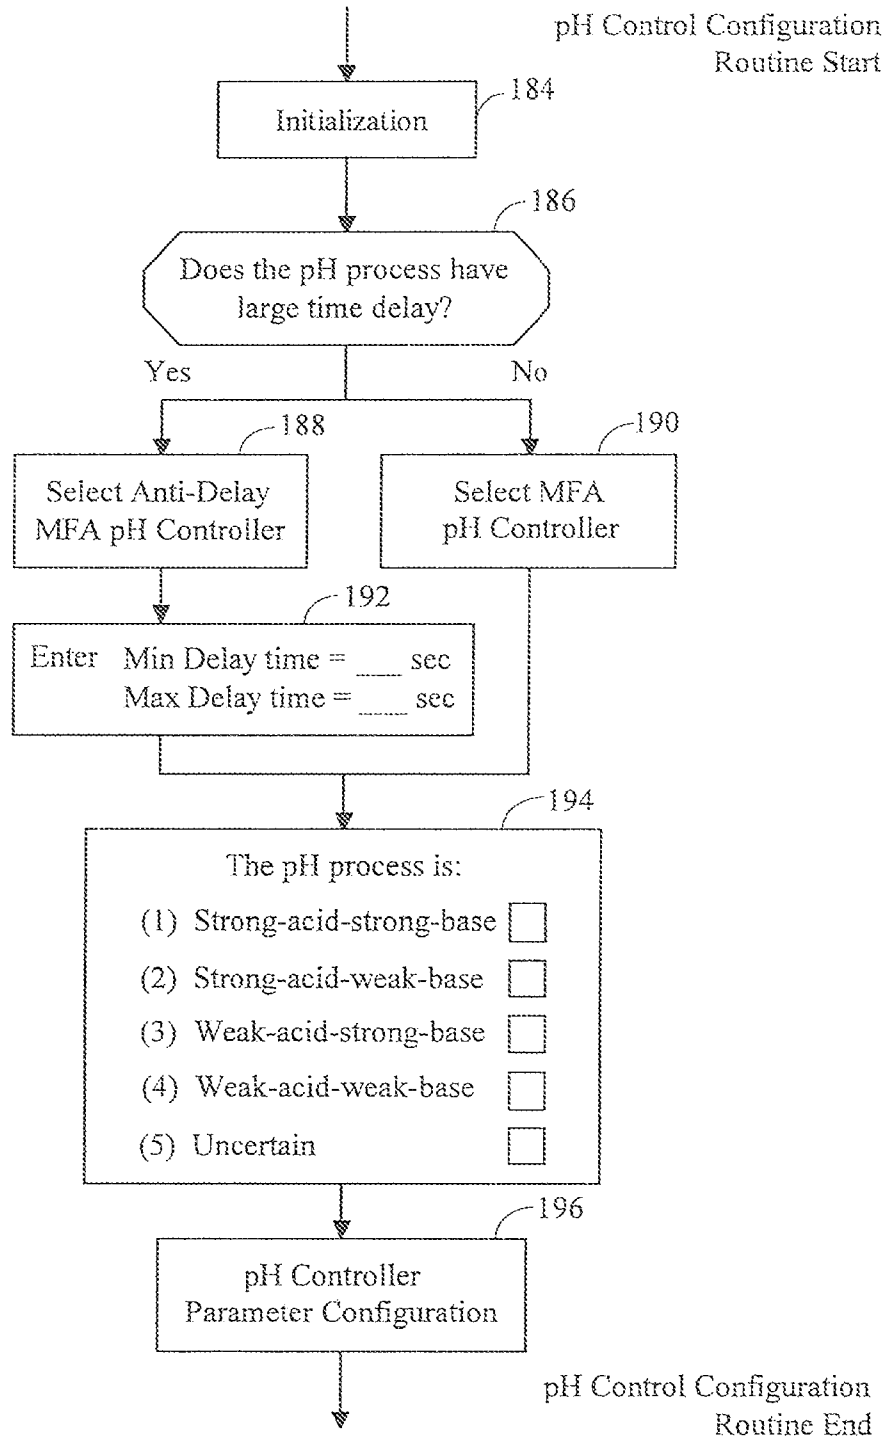 pH Control Configuration
Routine Start
184
Initialization
186
Does the pH process have
large time delay?
Yes
No
188
190
Select Anti-Delay
MFA pH Controller
Select MFA
pH Controller
192
Enter Min Delay time = ___ sec
Max Delay time = ___ sec
194
The pH process is:
(1) Strong-acid-strong-base
(2) Strong-acid-weak-base
(3) Weak-acid-strong-base
(4) Weak-acid-weak-base
(5) Uncertain
196
pH Controller
Parameter Configuration
pH Control Configuration
Routine End